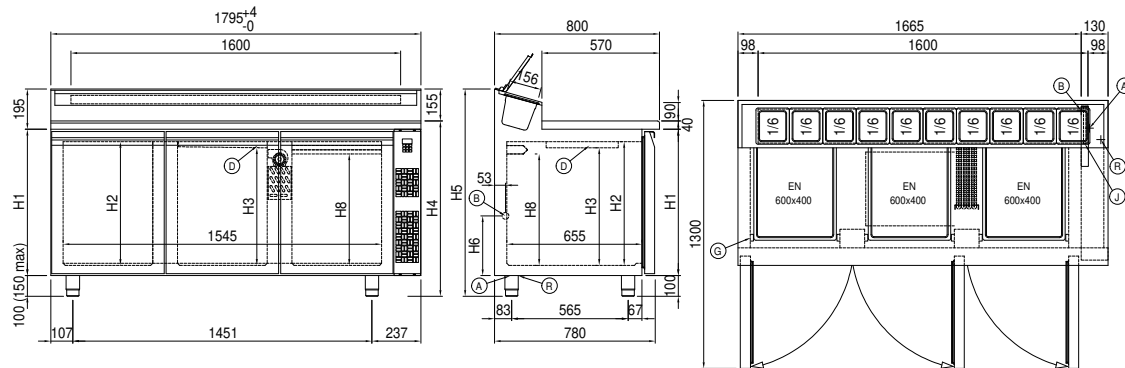 1795 +4 -0
1600
195
155
H1
H2
D
H3
H8
H4
1545
100 (150 max)
107
1451
237
800
570
156
90
40
53
B
D
H5
H6
H8
H3
H2
H1
655
A
R
100
83
565
67
780
1665
130
98
1600
98
B
A
1/6
1/6
1/6
1/6
1/6
1/6
1/6
1/6
1/6
1/6
R
J
EN
600x400
EN
600x400
EN
600x400
G
1300